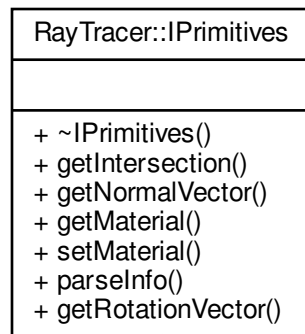 RayTracer::IPrimitives
+ ~IPrimitives()
+ getIntersection()
+ getNormalVector()
+ getMaterial()
+ setMaterial()
+ parseInfo()
+ getRotationVector()